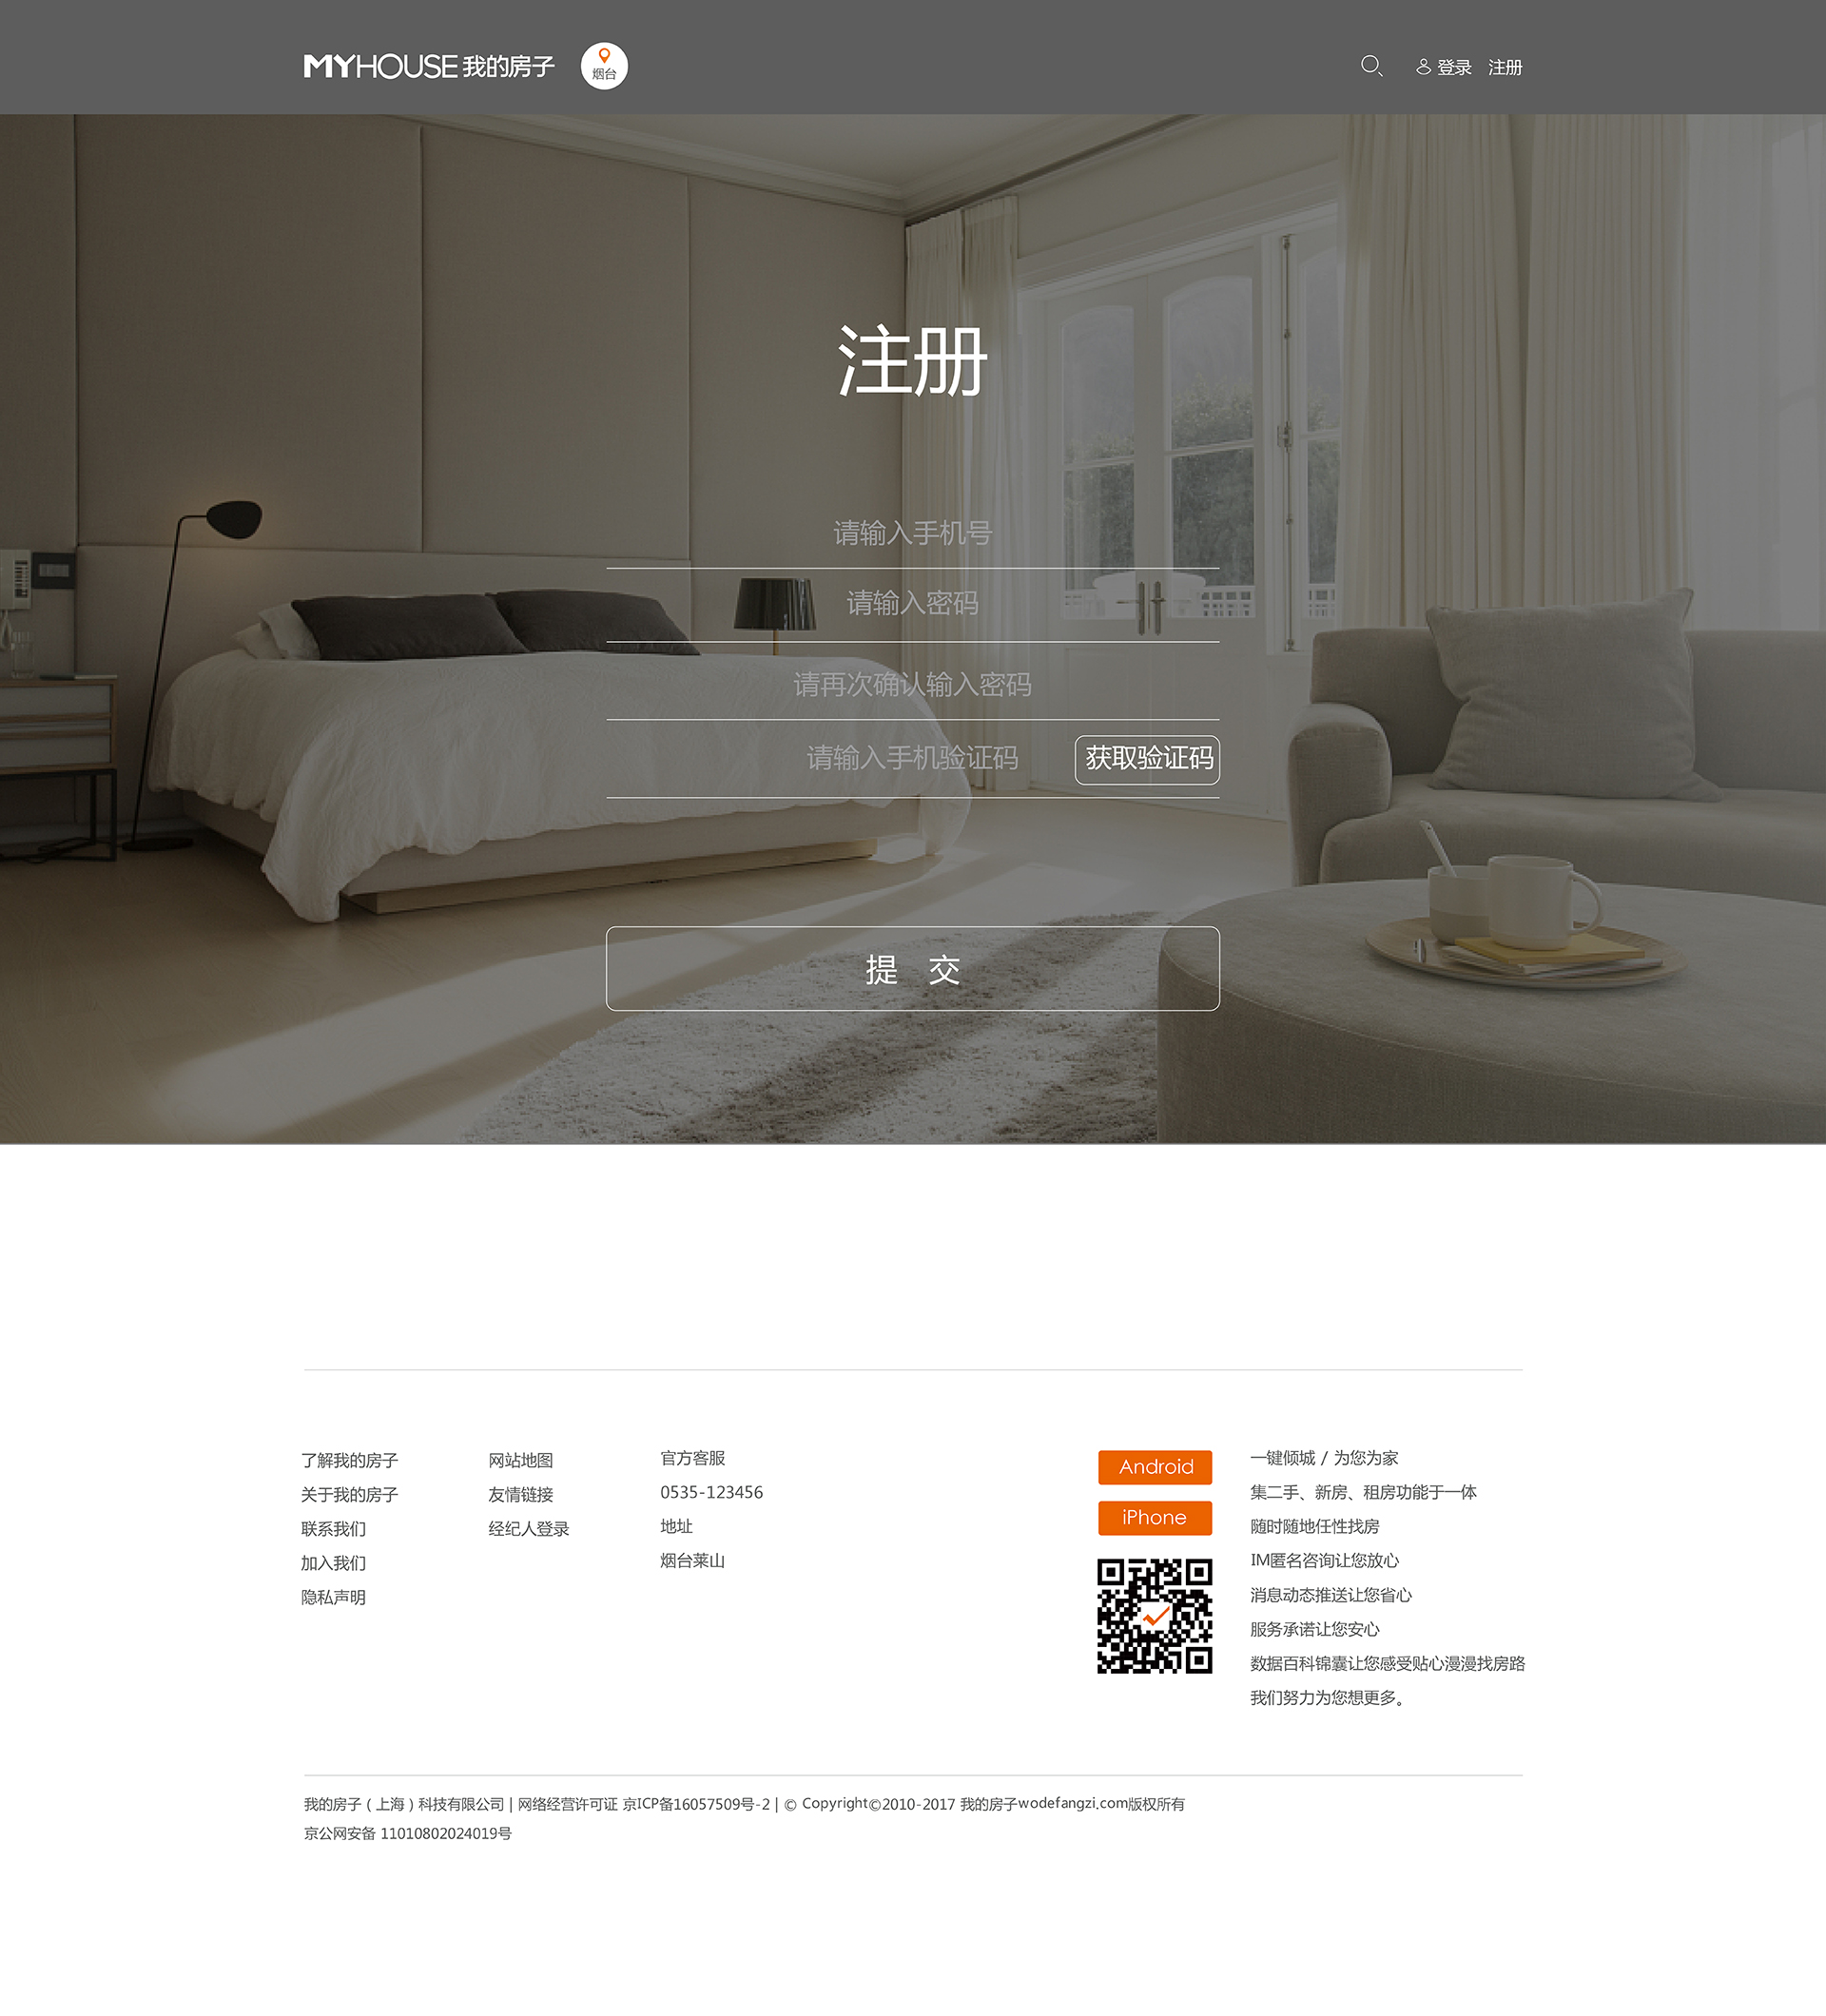 MYHOUSE 我的房子
烟台
登录 注册
注册
请输入手机号
请输入密码
请再次确认输入密码
请输入手机验证码
获取验证码
提 交
了解我的房子
关于我的房子
联系我们
加入我们
隐私声明
网站地图
友情链接
经纪人登录
官方客服
0535-123456
地址
烟台莱山
Android
iPhone
一键倾城 / 为您为家
集二手、新房、租房功能于一体
随时随地任性找房
IM匿名咨询让您放心
消息动态推送让您省心
服务承诺让您安心
数据百科锦囊让您感受贴心漫漫找房路
我们努力为您想更多。
我的房子 ( 上海 ) 科技有限公司 | 网络经营许可证 京ICP备16057509号-2 | © Copyright©2010-2017 我的房子wodefangzi.com版权所有
京公网安备 11010802024019号